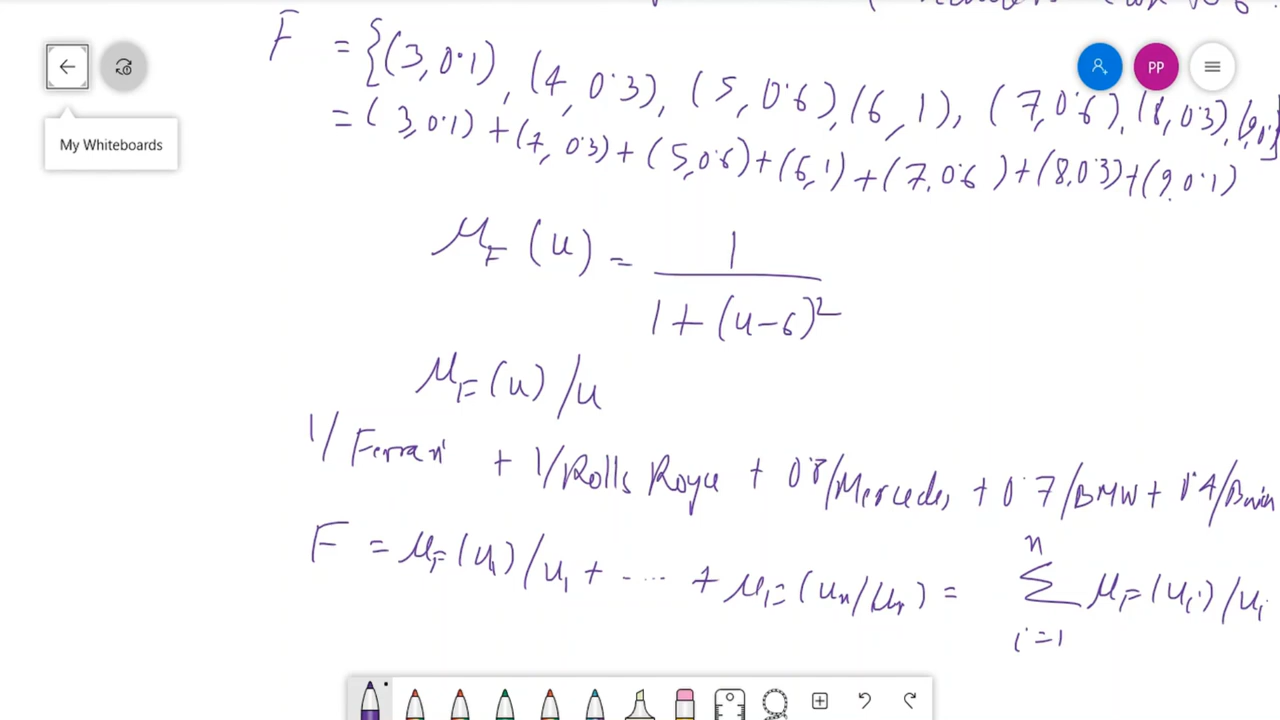 F = {(3, 0.1), (4, 0.3), (5, 0.6), (6, 1), (7, 0.6), (8, 0.3), (9, 0.1)}
= (3, 0.1) + (4, 0.3) + (5, 0.6) + (6, 1) + (7, 0.6) + (8, 0.3) + (9, 0.1)
PP
My Whiteboards
μF (u) = 1 / (1 + (u-6)²)
μF (u) / u
1/Ferrari + 1/Rolls Royce + 0.8/Mercedes + 0.7/BMW + 0.4/
F = μF (u1) / u1 + ..... + μF (un/un) = Σ i=1 n μF (ui) / ui